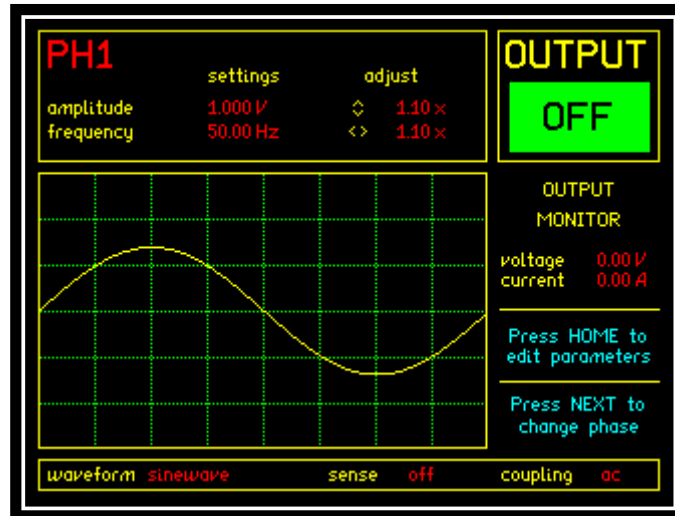 PH1
settings adjust
amplitude 1.000 V 1.10 x
frequency 50.00 Hz <> 1.10 x
OUTPUT
OFF
OUTPUT
MONITOR
voltage 0.00 V
current 0.00 A
Press HOME to
edit parameters
Press NEXT to
change phase
waveform sinewave sense off coupling ac